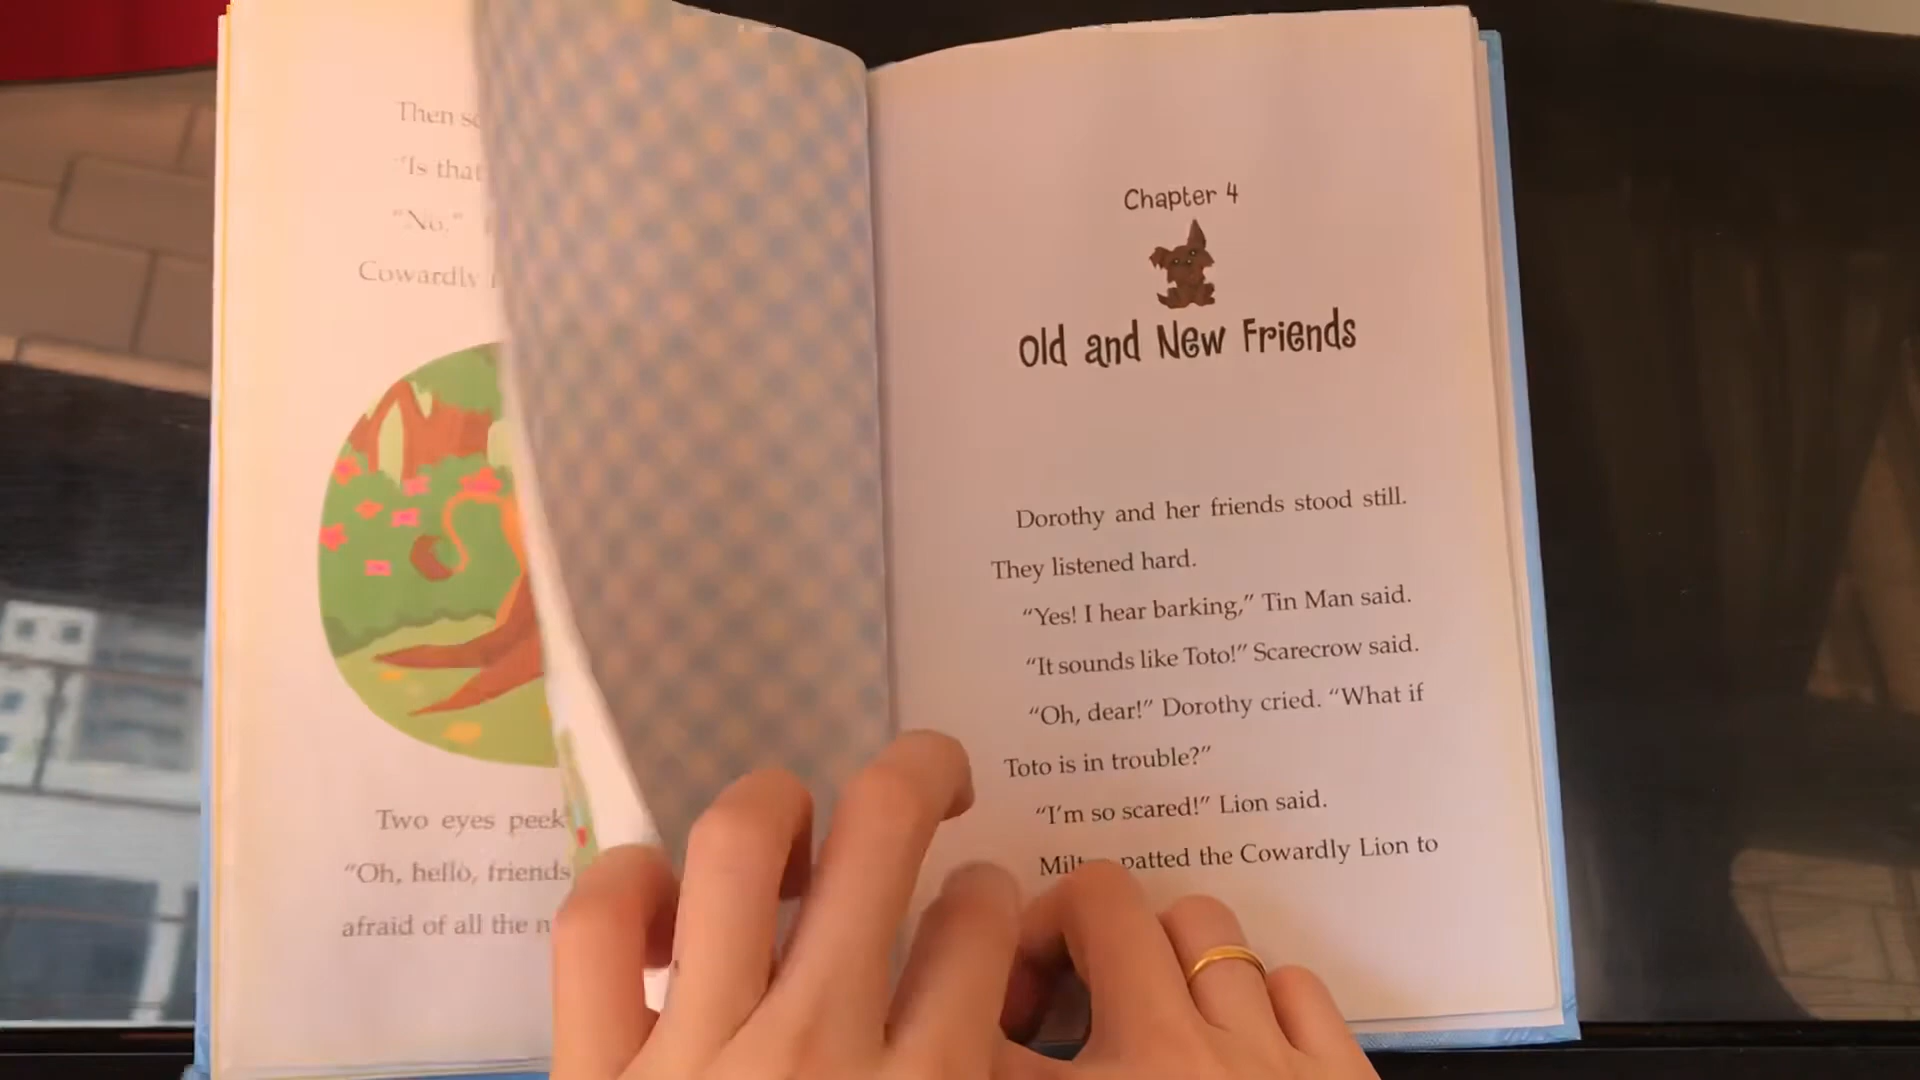 Then
"Is that
"No."
Cowardly
Two eyes peek
"Oh, hello, friends
afraid of all the
Chapter 4
Old and New Friends
Dorothy and her friends stood still.
They listened hard.
"Yes! I hear barking," Tin Man said.
"It sounds like Toto!" Scarecrow said.
"Oh, dear!" Dorothy cried. "What if
Toto is in trouble?"
"I'm so scared!" Lion said.
patted the Cowardly Lion to